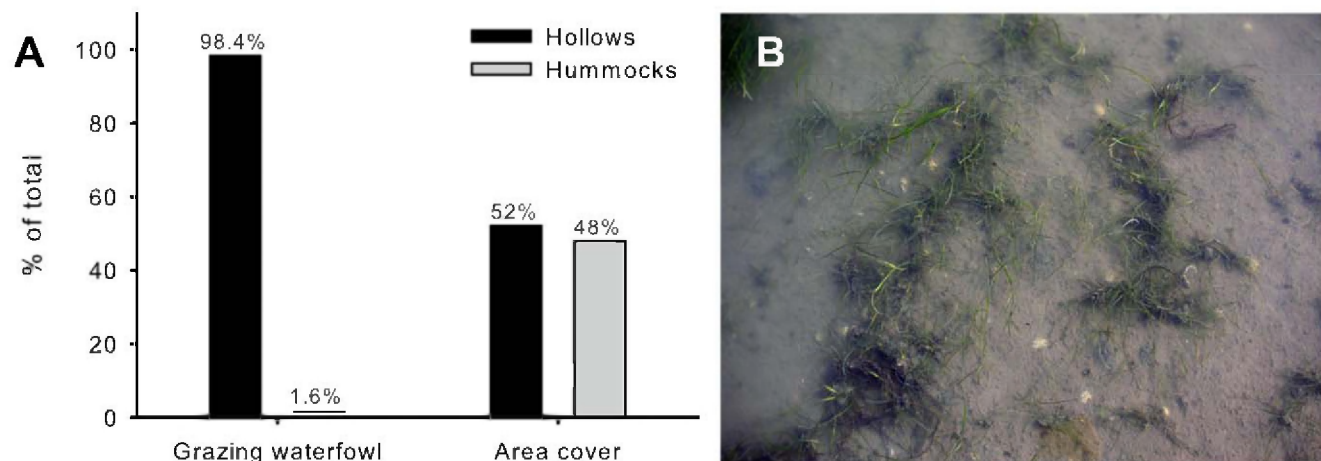 A
98.4%
Hollows
Hummocks
100
80
60
40
20
0
% of total
52%
48%
1.6%
Grazing waterfowl
Area cover
B